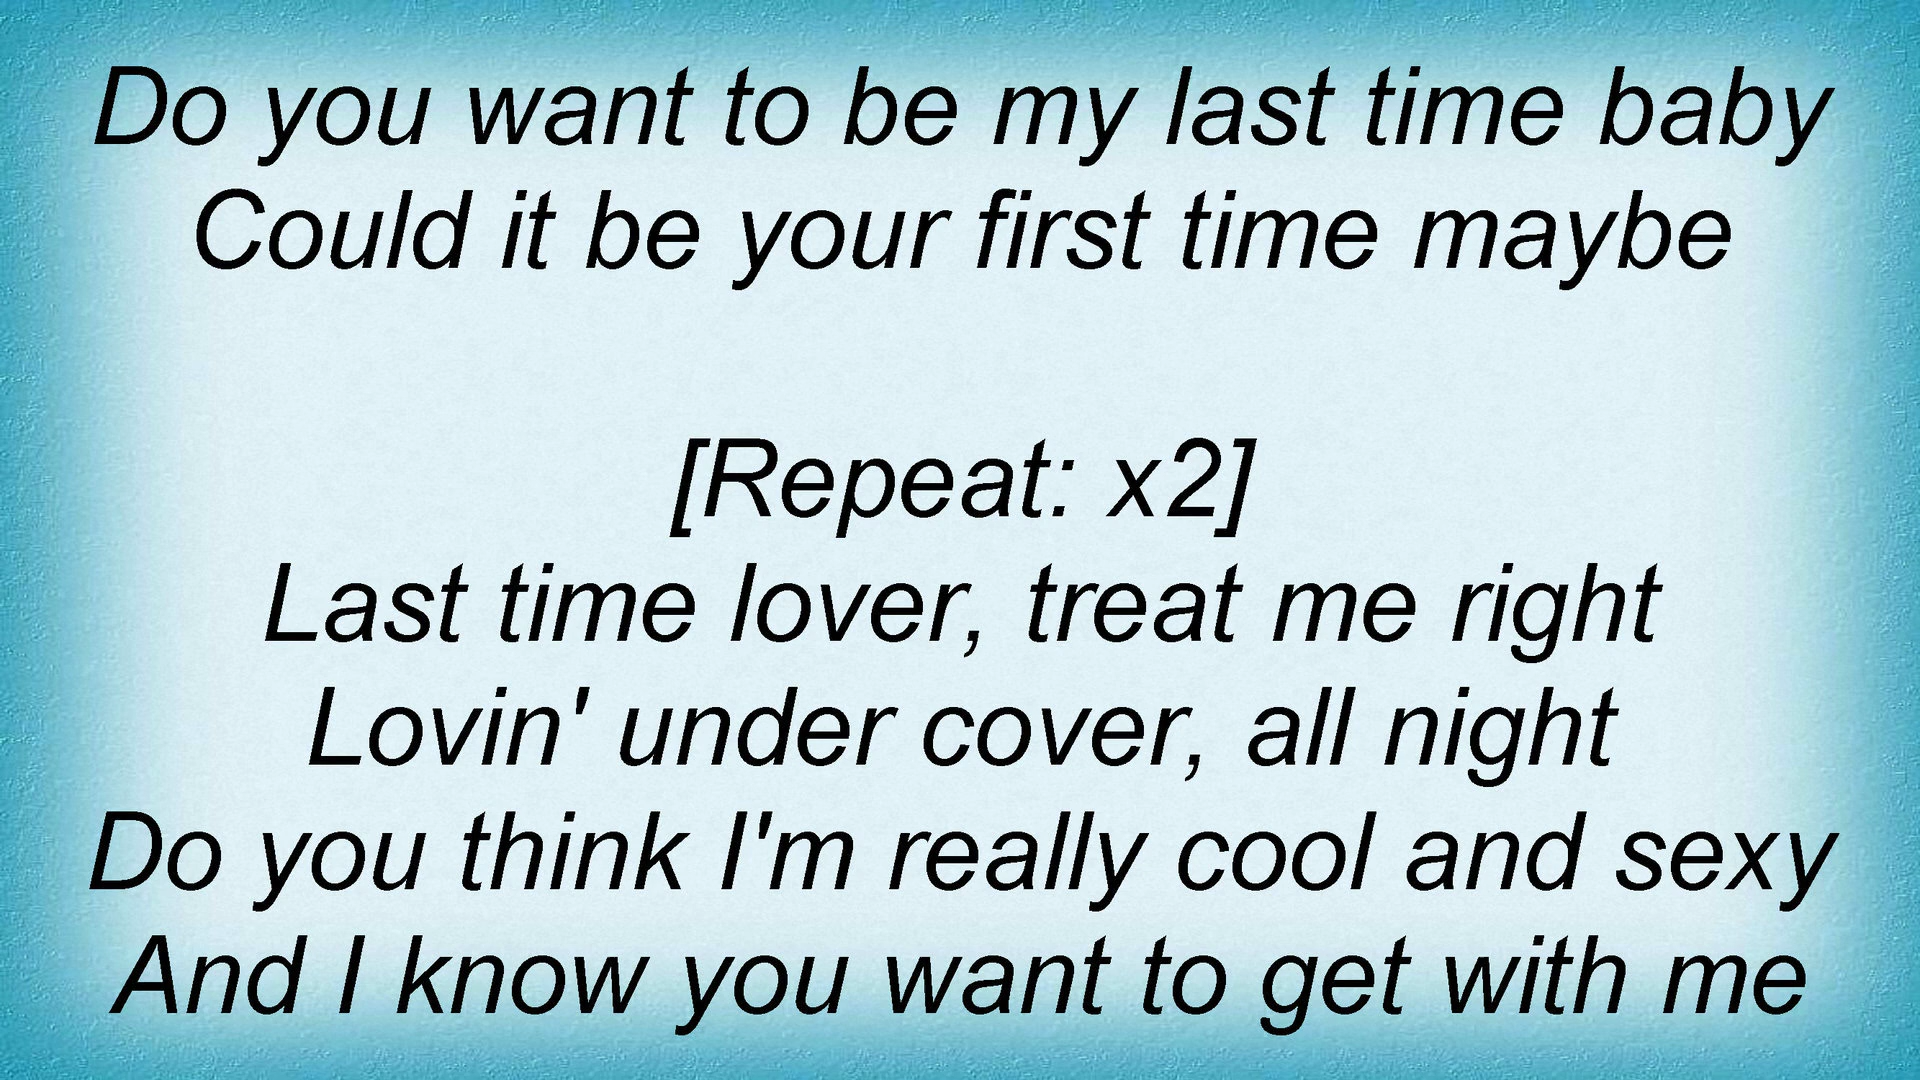 Do you want to be my last time baby
Could it be your first time maybe
[Repeat: x2]
Last time lover, treat me right
Lovin' under cover, all night
Do you think I'm really cool and sexy
And I know you want to get with me